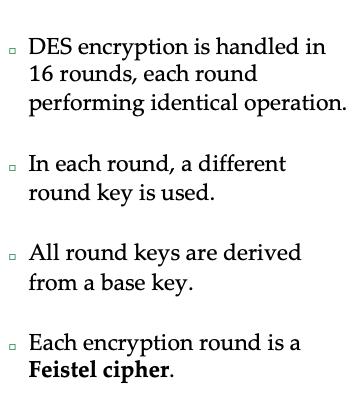 DES encryption is handled in
16 rounds, each round
performing identical operation.
In each round, a different
round key is used.
All round keys are derived
from a base key.
Each encryption round is a
Feistel cipher.